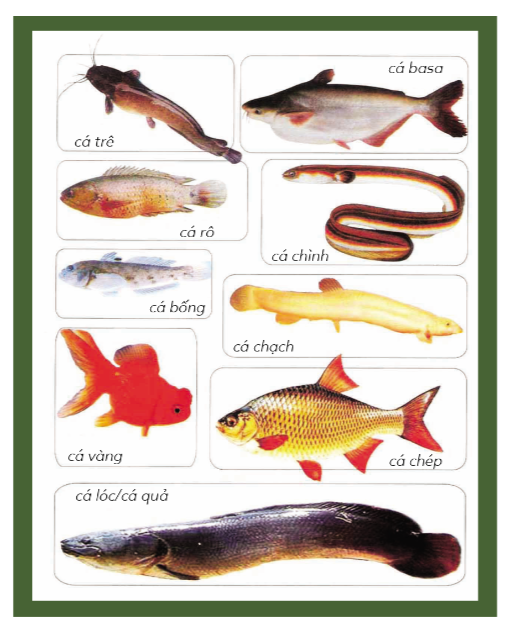 cá basa
cá trê
cá rô
cá chình
cá bống
cá chạch
cá vàng
cá chép
cá lóc/cá quả